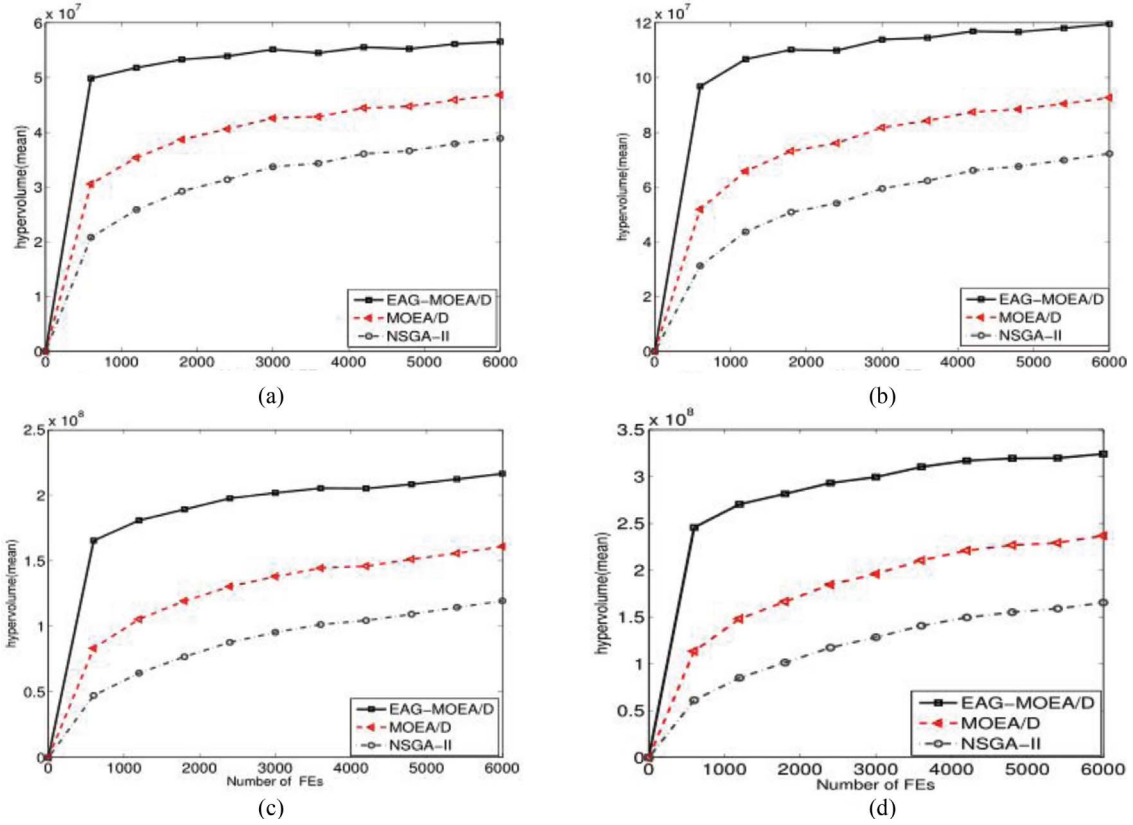 x 10^7
6
5
4
3
2
1
0
hypervolume(mean)
EAG-MOEA/D
MOEA/D
NSGA-II
0 1000 2000 3000 4000 5000 6000
(a)
x 10^7
12
10
8
6
4
2
0
hypervolume(mean)
EAG-MOEA/D
MOEA/D
NSGA-II
0 1000 2000 3000 4000 5000 6000
(b)
x 10^8
2.5
2
1.5
1
0.5
0
hypervolume(mean)
EAG-MOEA/D
MOEA/D
NSGA-II
0 1000 2000 3000 4000 5000 6000
Number of FEs
(c)
x 10^8
3.5
3
2.5
2
1.5
1
0.5
0
hypervolume(mean)
EAG-MOEA/D
MOEA/D
NSGA-II
0 1000 2000 3000 4000 5000 6000
Number of FEs
(d)